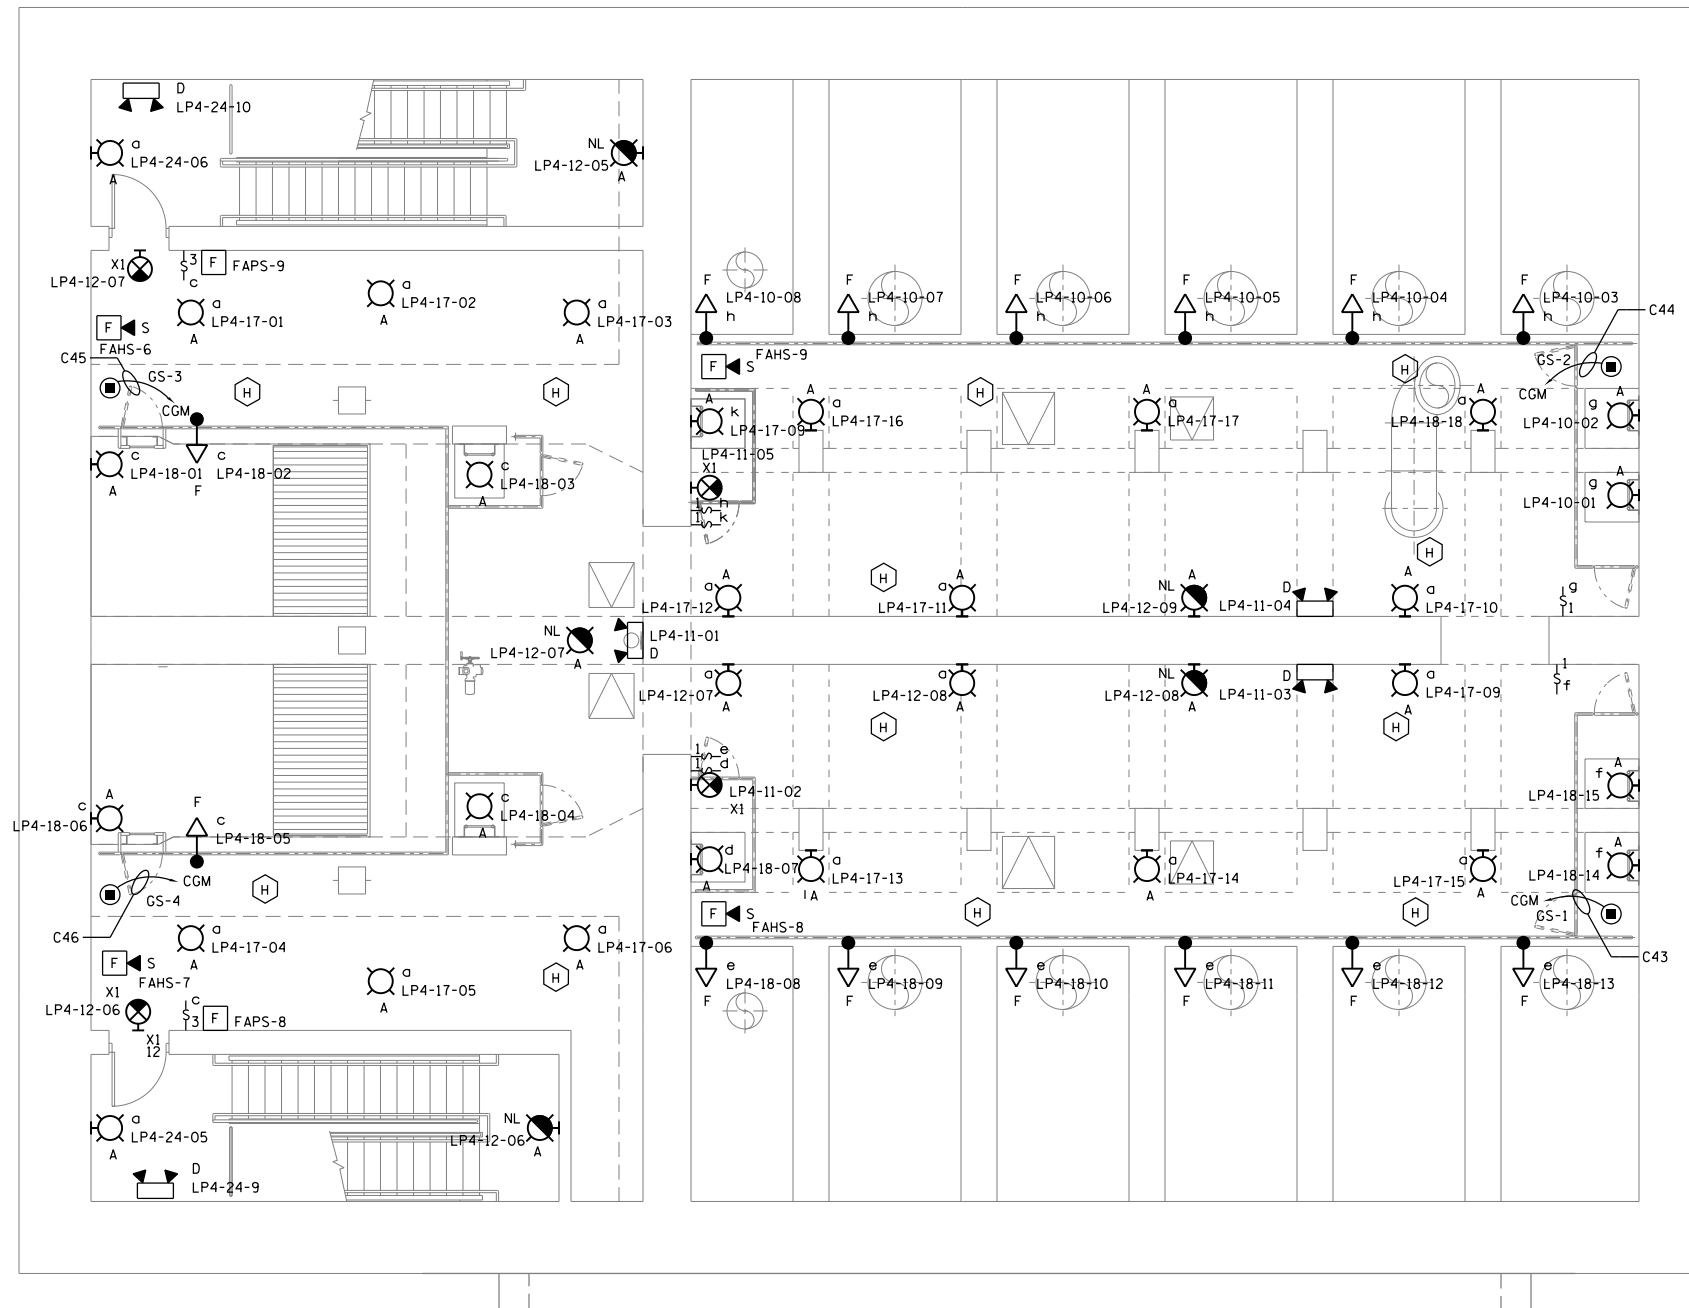 D
LP4-24-10
a
LP4-24-06
A
NL
LP4-12-05
A
X1
LP4-12-07
3
S
c
F
FAPS-9
a
LP4-17-01
A
a
LP4-17-02
A
a
LP4-17-03
A
F
S
FAHS-6
C45
GS-3
CGM
H
H
c
LP4-18-01
A
c
LP4-18-02
F
c
LP4-18-03
A
F
LP4-10-08
h
F
LP4-10-07
h
F
LP4-10-06
h
F
LP4-10-05
h
F
LP4-10-04
h
F
LP4-10-03
h
C44
F
S
FAHS-9
A
k
LP4-17-09
LP4-11-05
X1
1 S h
1 S k
A
a
LP4-17-16
H
A
a
LP4-17-17
H
A
a
LP4-18-18
GS-2
CGM
A
g
LP4-10-02
A
g
LP4-10-01
H
H
A
a
LP4-17-12
A
a
LP4-17-11
A
NL
LP4-12-09
D
LP4-11-04
A
a
LP4-17-10
g
S
1
NL
LP4-12-07
A
LP4-11-01
D
a
LP4-12-07
A
a
LP4-12-08
NL
LP4-12-08
A
D
LP4-11-03
a
LP4-17-09
A
1
S
f
H
H
1 S e
1 S d
LP4-11-02
X1
A
c
LP4-18-06
F
c
LP4-18-05
c
LP4-18-04
A
d
LP4-18-07
A
a
LP4-17-13
A
a
LP4-17-14
A
a
LP4-17-15
A
A
f
LP4-18-15
A
f
LP4-18-14
CGM
GS-1
CGM
GS-4
H
C46
F
S
FAHS-8
H
H
C43
a
LP4-17-04
A
a
LP4-17-05
A
a
LP4-17-06
A
H
F
S
FAHS-7
X1
LP4-12-06
X1
12
c
S
3
F
FAPS-8
e
LP4-18-08
F
e
LP4-18-09
F
e
LP4-18-10
F
e
LP4-18-11
F
e
LP4-18-12
F
e
LP4-18-13
F
a
LP4-24-05
A
NL
LP4-12-06
A
D
LP4-24-9